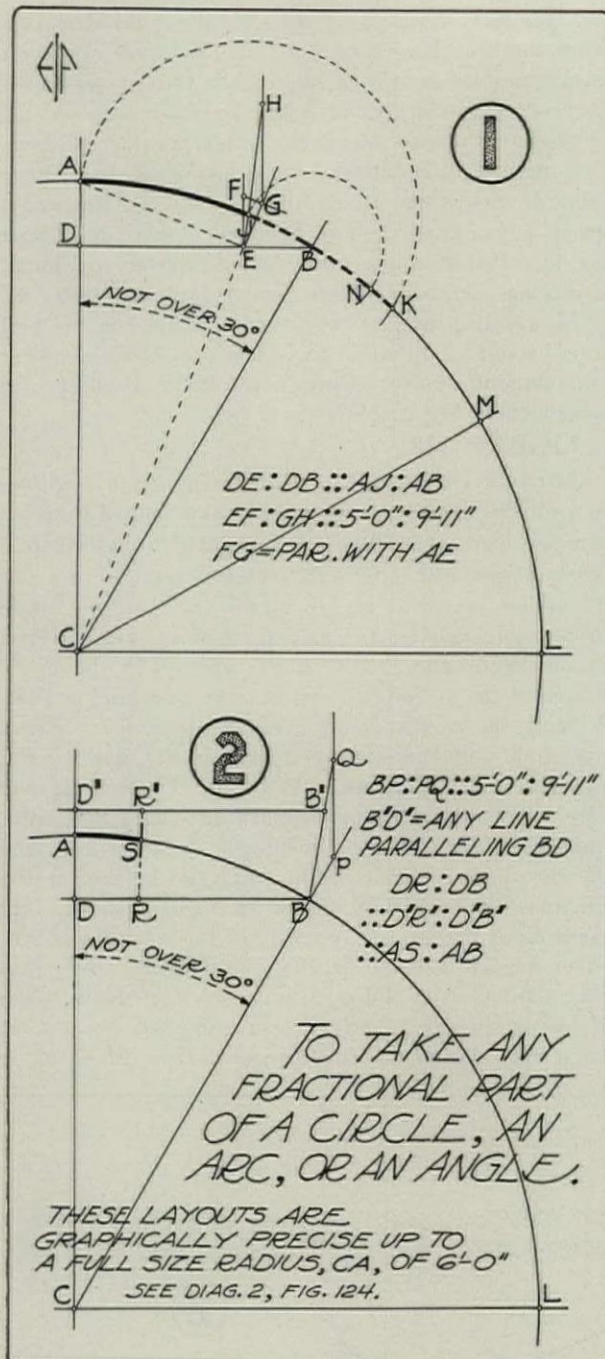 1
H
A
F
G
J
D
E
B
NOT OVER 30°
N
K
M
DE:DB::AJ:AB
EF:GH::5'-0":9'-11"
FG=PAR. WITH AE
C
L
2
Q
D' R' B' BP:PQ::5'-0":9'-11"
B'D'=ANY LINE
A S PARALLELING BD
P
DR:DB
D R B ::D'R':D'B'
NOT OVER 30° ::AS:AB
TO TAKE ANY
FRACTIONAL PART
OF A CIRCLE, AN
ARC, OR AN ANGLE.
THESE LAYOUTS ARE
GRAPHICALLY PRECISE UP TO
A FULL SIZE RADIUS, CA, OF 6'-0"
SEE DIAG. 2, FIG. 124.
C
L